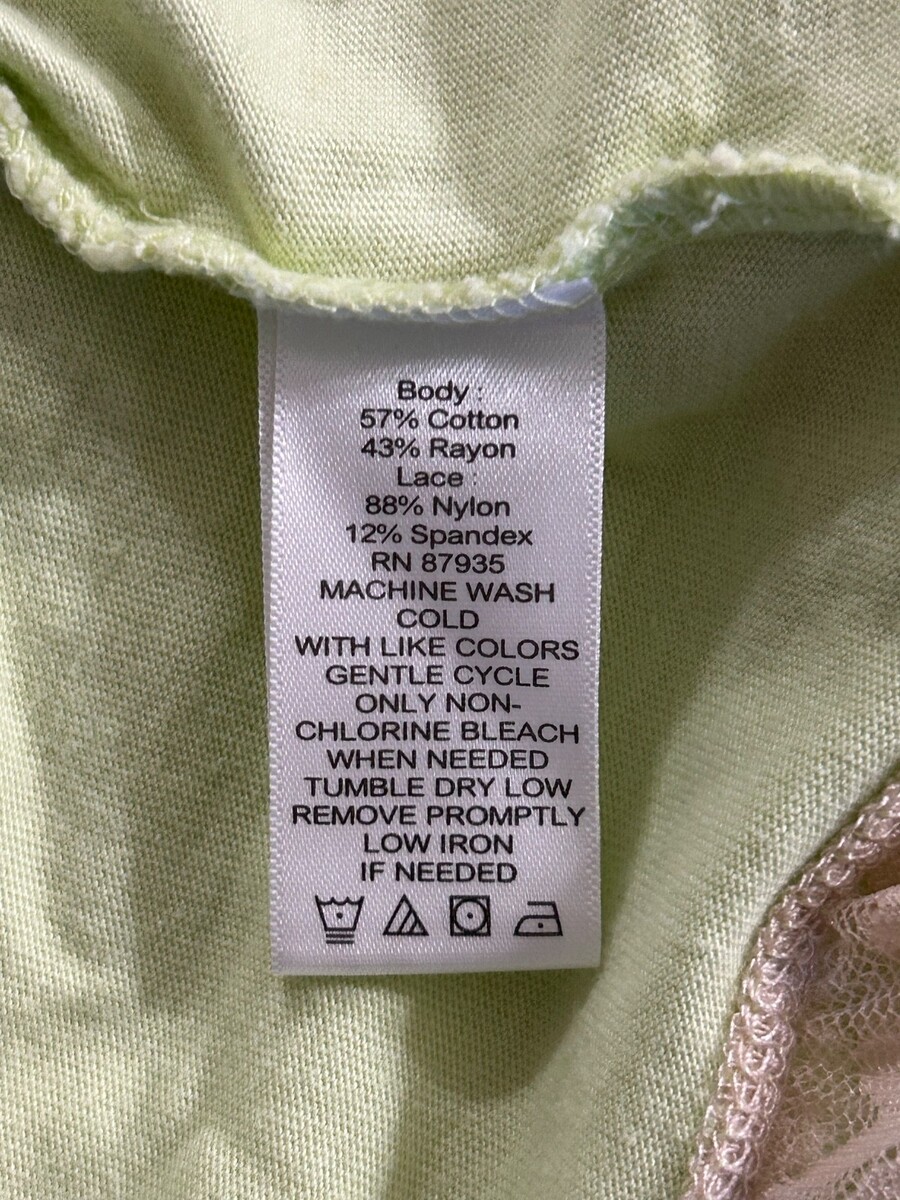 Body :
57% Cotton
43% Rayon
Lace :
88% Nylon
12% Spandex
RN 87935
MACHINE WASH
COLD
WITH LIKE COLORS
GENTLE CYCLE
ONLY NON-
CHLORINE BLEACH
WHEN NEEDED
TUMBLE DRY LOW
REMOVE PROMPTLY
LOW IRON
IF NEEDED